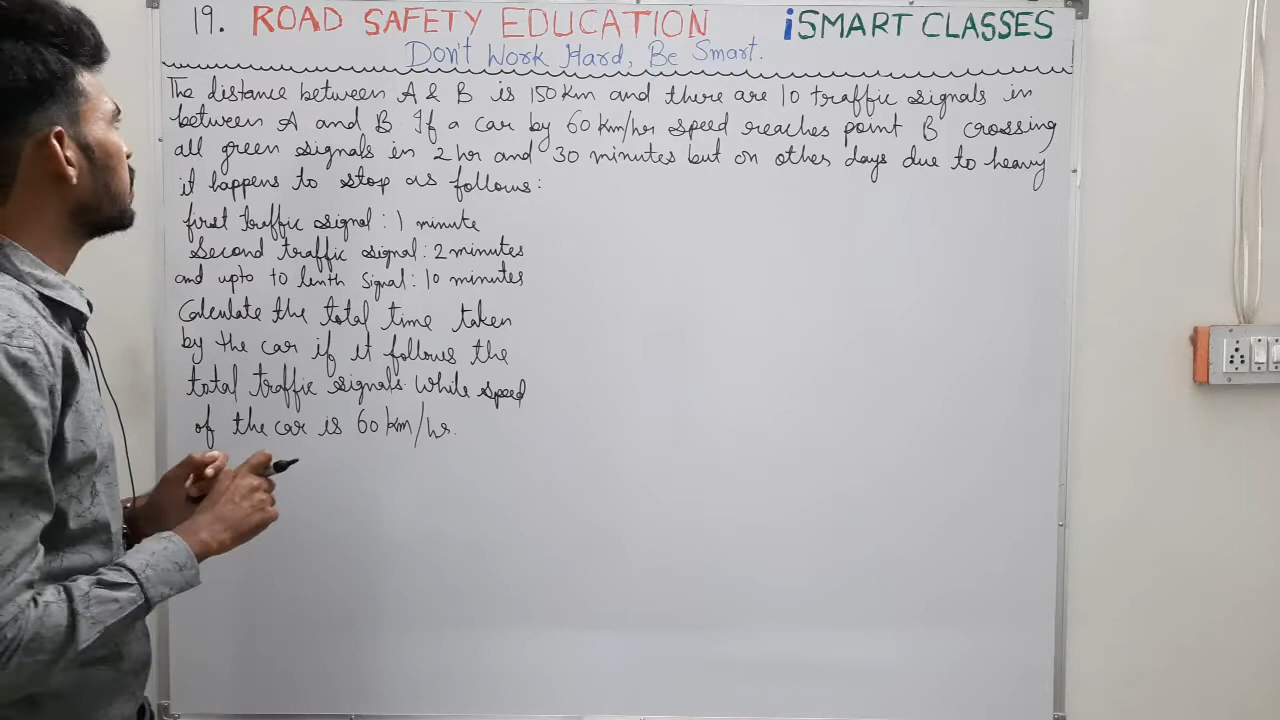 19. ROAD SAFETY EDUCATION iSMART CLASSES
Don't Work Hard, Be Smart.
The distance between A & B is 150 Km and there are 10 traffic signals in
between A and B. If a car by 60 Km/hr speed reaches point B crossing
all green signals in 2 hr and 30 minutes but on other days due to heavy
it happens to stop as follows:
first traffic signal: 1 minute
Second traffic signal: 2 minutes
and upto to tenth signal: 10 minutes
Calculate the total time taken
by the car if it follows the
total traffic signals while speed
of the car is 60 km/hr.